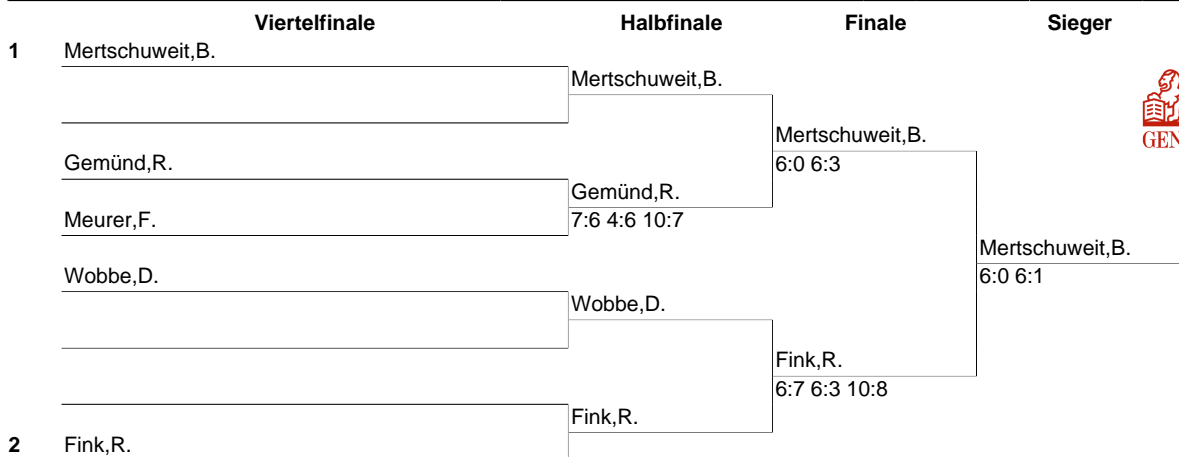 Viertelfinale Halbfinale Finale Sieger
1 Mertschuweit,B.
Mertschuweit,B.
Mertschuweit,B.
Gemünd,R. 6:0 6:3
Gemünd,R.
Meurer,F. 7:6 4:6 10:7
Mertschuweit,B.
Wobbe,D. 6:0 6:1
Wobbe,D.
Fink,R.
6:7 6:3 10:8
Fink,R.
2 Fink,R.
GEN